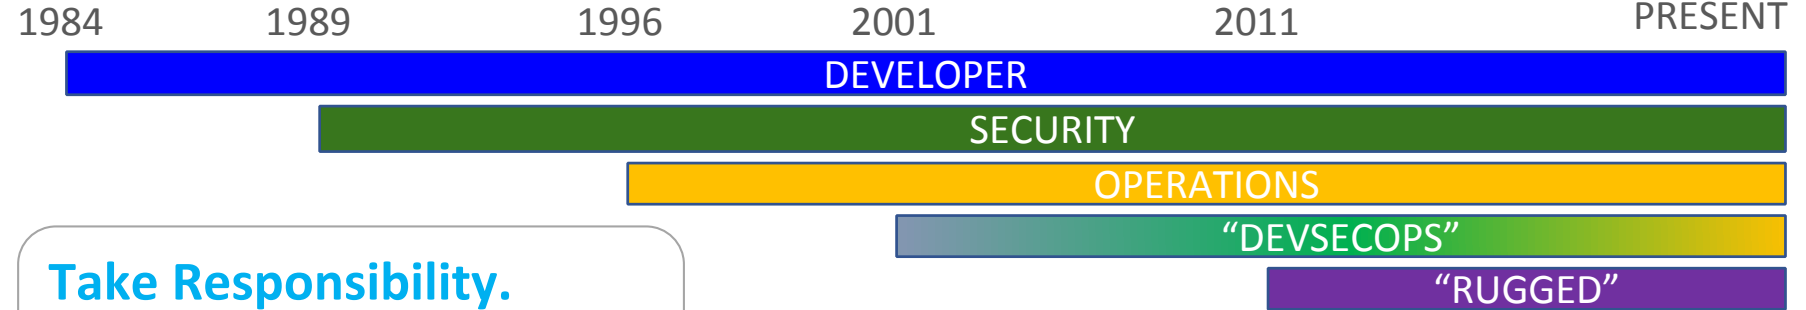 1984 1989 1996 2001 2011 PRESENT
DEVELOPER
SECURITY
OPERATIONS
“DEVSECOPS”
Take Responsibility.
“RUGGED”